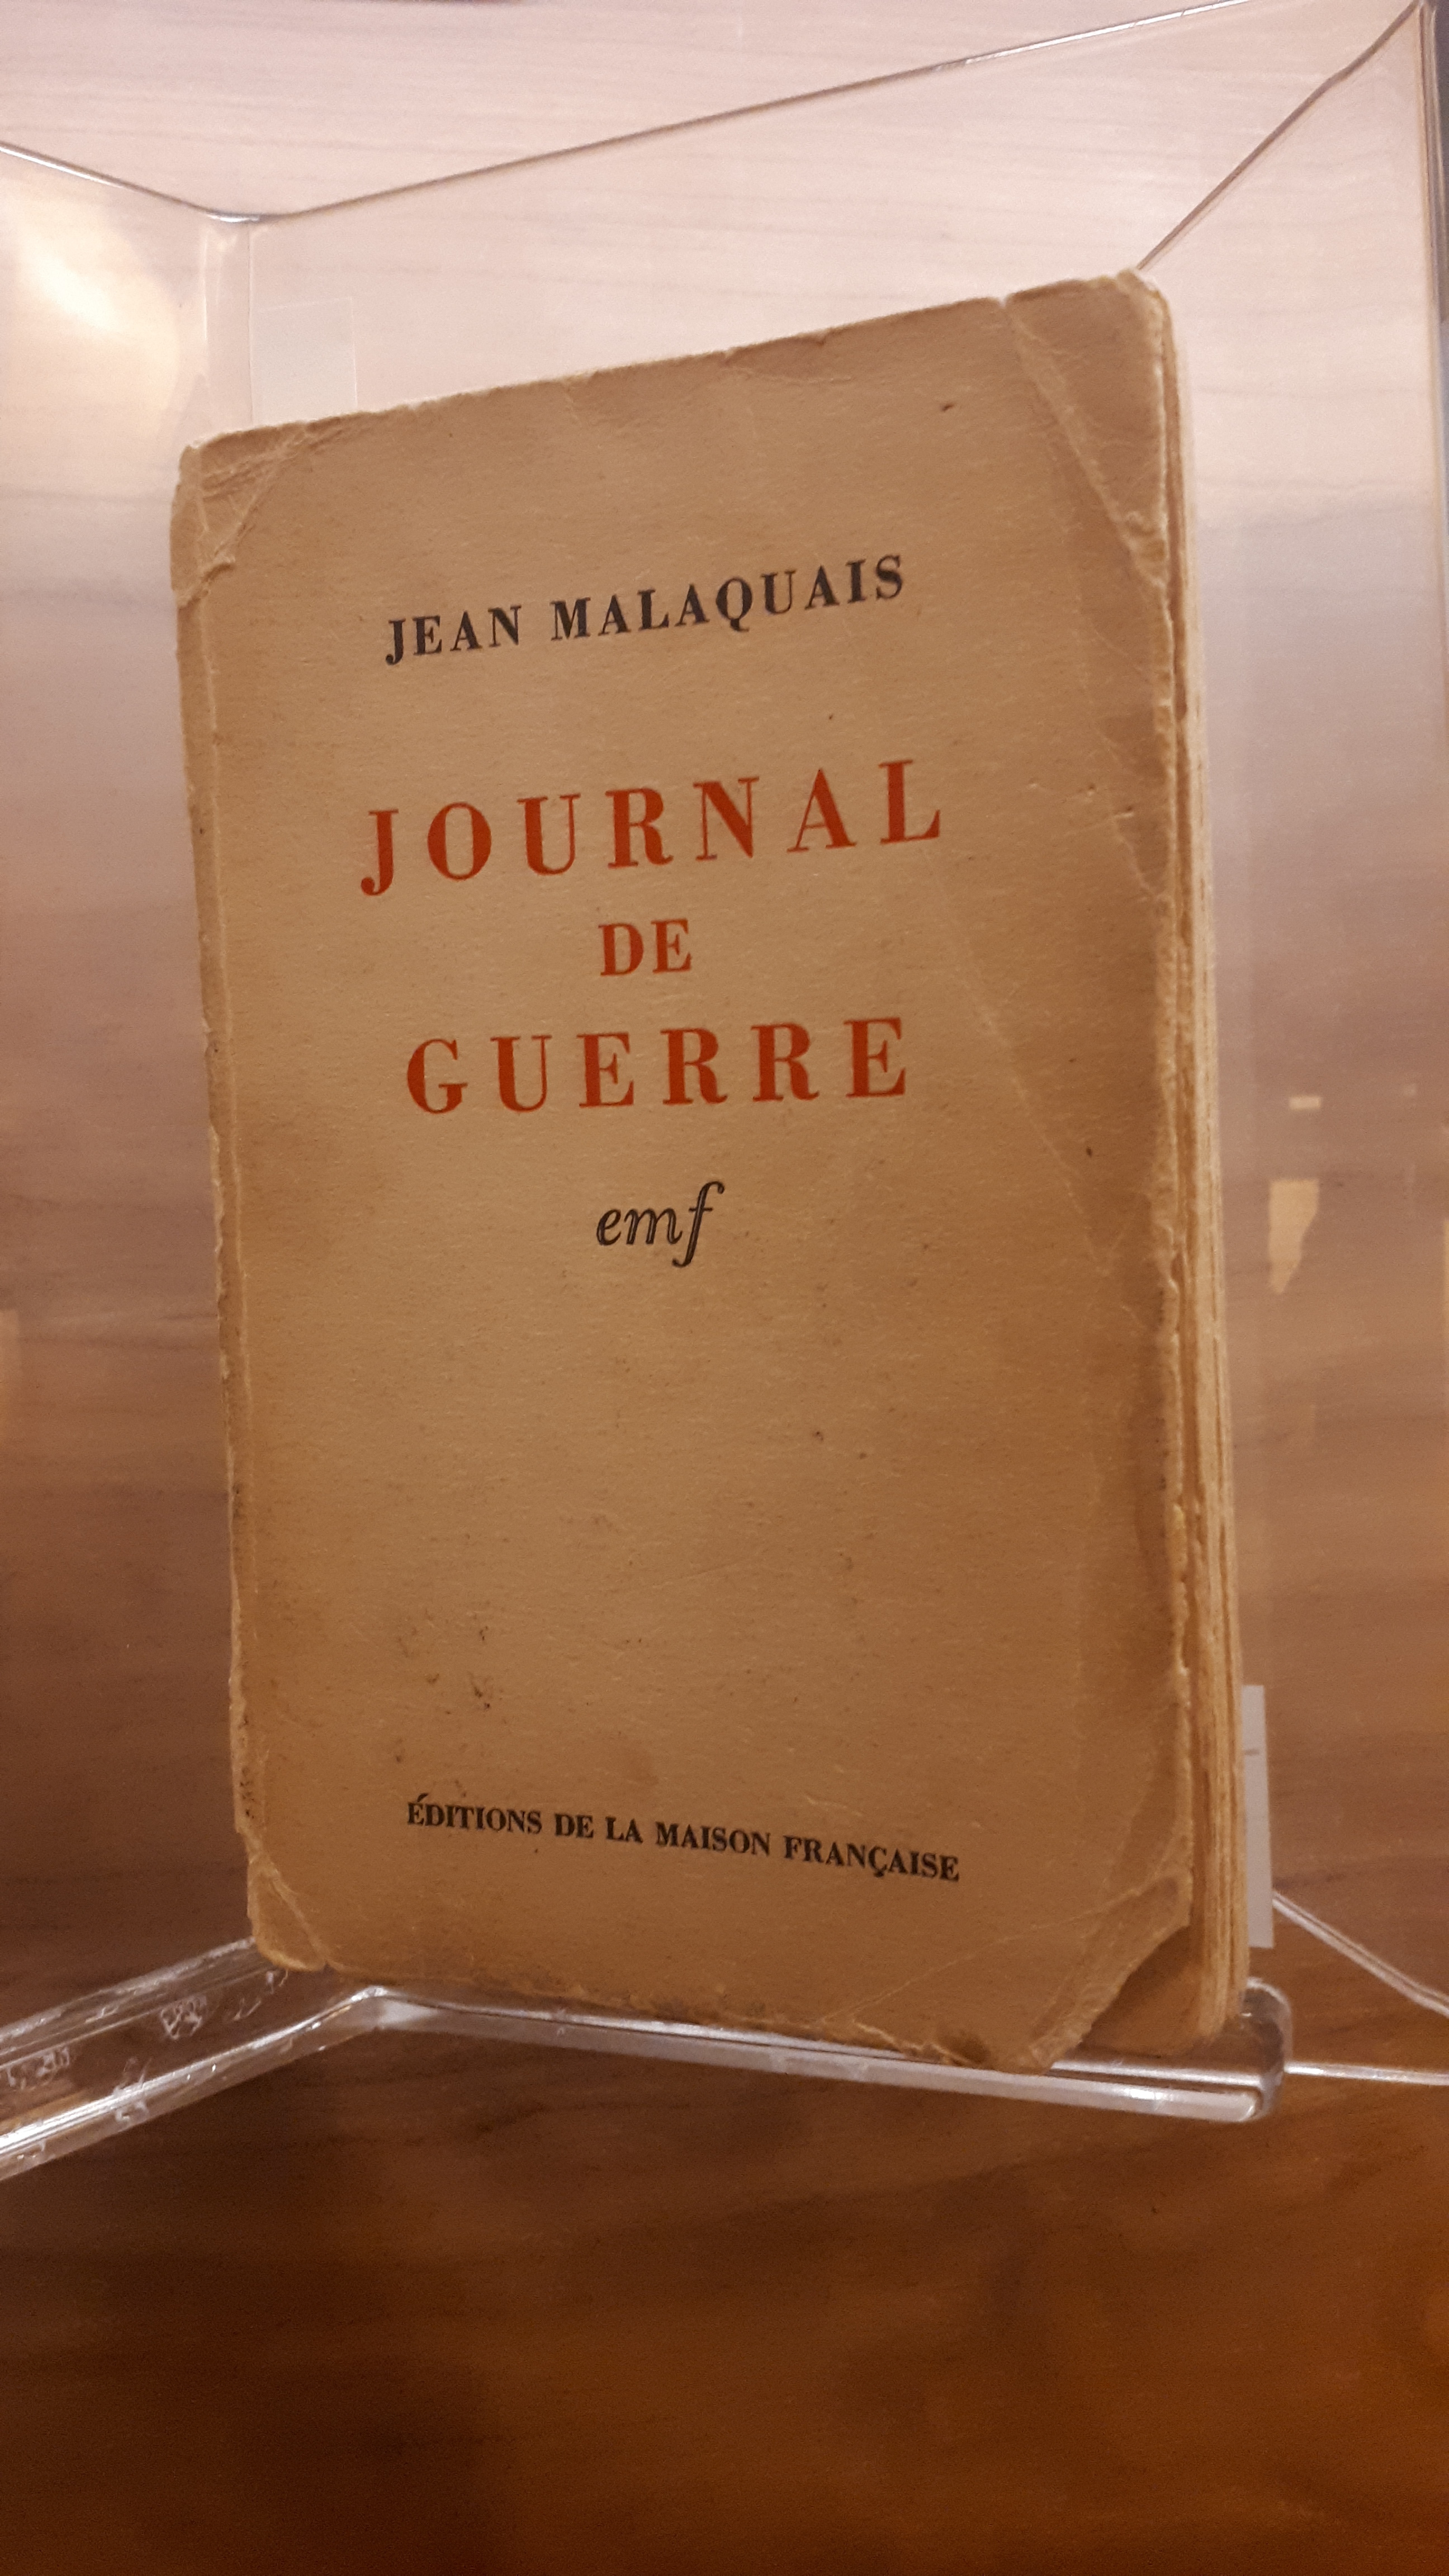 JEAN MALAQUAIS
JOURNAL
DE
GUERRE
emf
ÉDITIONS DE LA MAISON FRANÇAISE